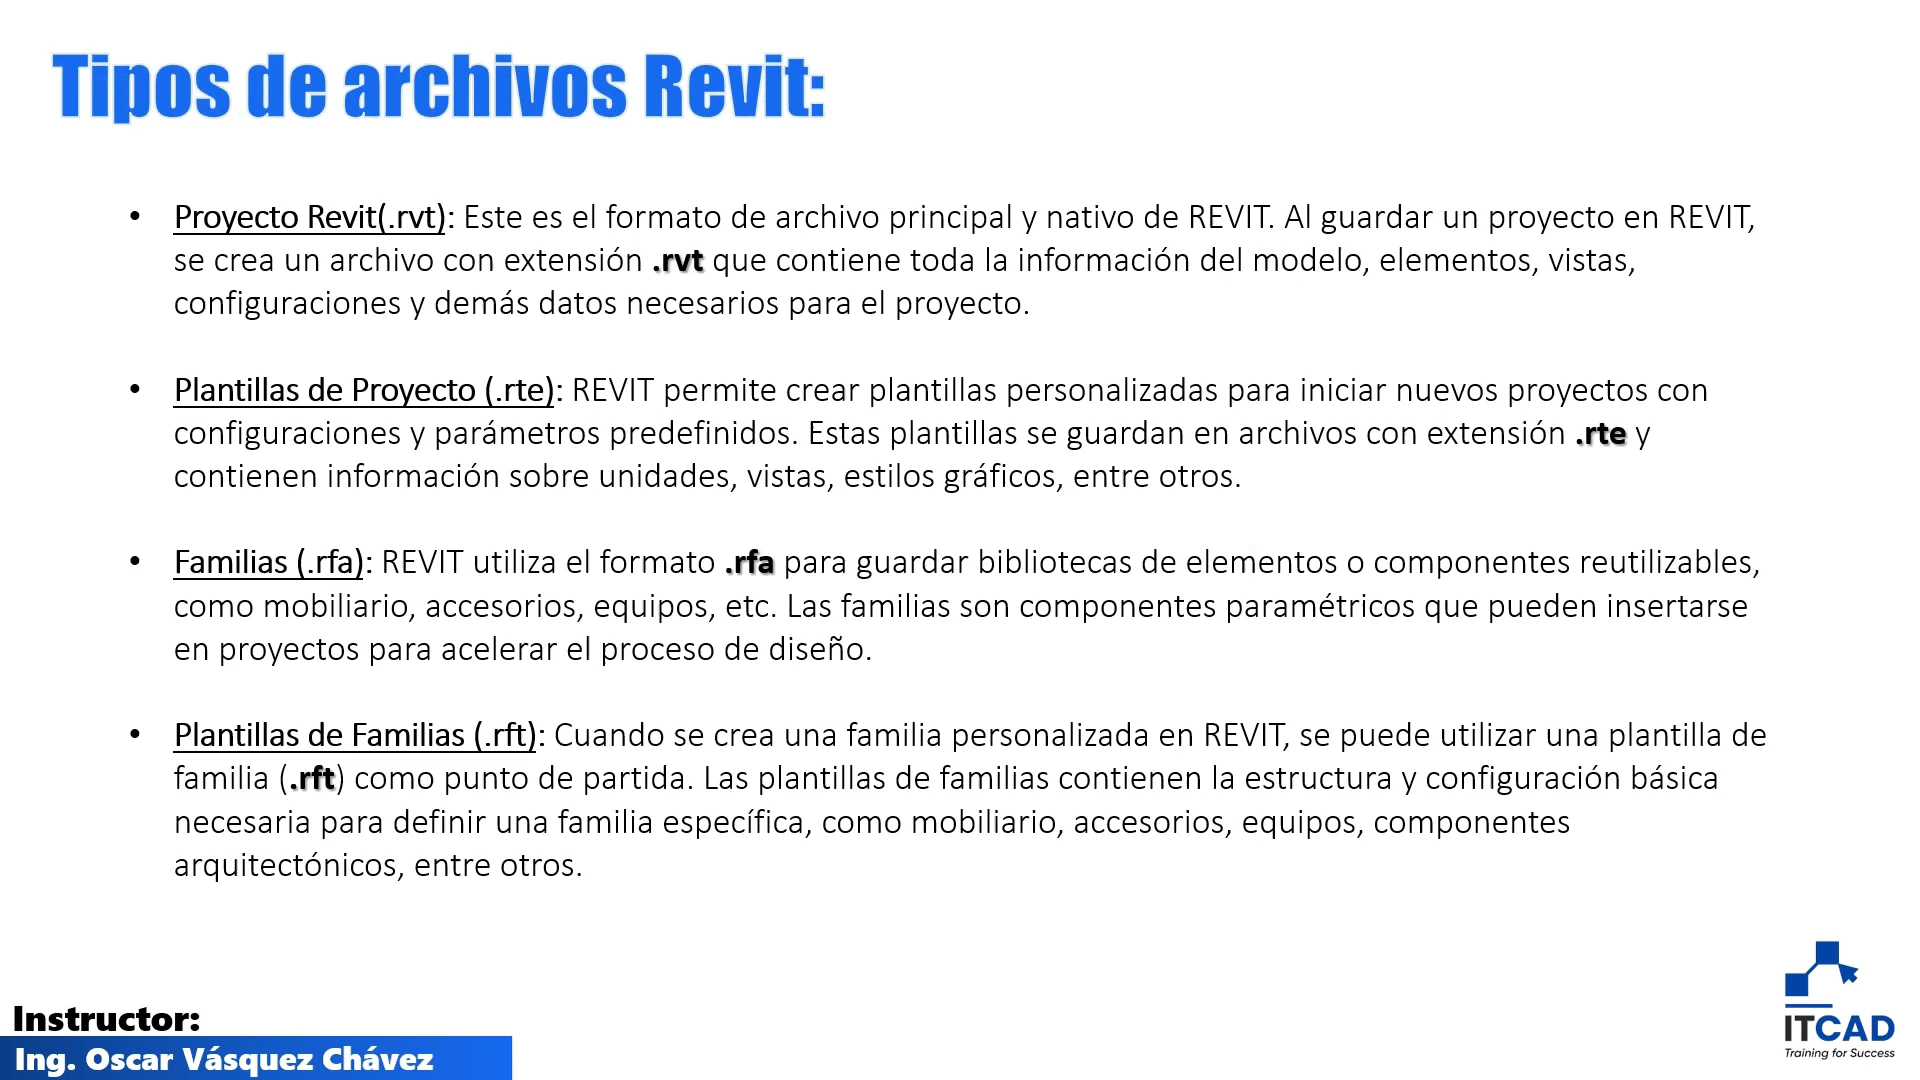 Tipos de archivos Revit:
• Proyecto Revit(.rvt): Este es el formato de archivo principal y nativo de REVIT. Al guardar un proyecto en REVIT,
se crea un archivo con extensión .rvt que contiene toda la información del modelo, elementos, vistas,
configuraciones y demás datos necesarios para el proyecto.
• Plantillas de Proyecto (.rte): REVIT permite crear plantillas personalizadas para iniciar nuevos proyectos con
configuraciones y parámetros predefinidos. Estas plantillas se guardan en archivos con extensión .rte y
contienen información sobre unidades, vistas, estilos gráficos, entre otros.
• Familias (.rfa): REVIT utiliza el formato .rfa para guardar bibliotecas de elementos o componentes reutilizables,
como mobiliario, accesorios, equipos, etc. Las familias son componentes paramétricos que pueden insertarse
en proyectos para acelerar el proceso de diseño.
• Plantillas de Familias (.rft): Cuando se crea una familia personalizada en REVIT, se puede utilizar una plantilla de
familia (.rft) como punto de partida. Las plantillas de familias contienen la estructura y configuración básica
necesaria para definir una familia específica, como mobiliario, accesorios, equipos, componentes
arquitectónicos, entre otros.
Instructor:
Ing. Oscar Vásquez Chávez
ITCAD
Training for Success